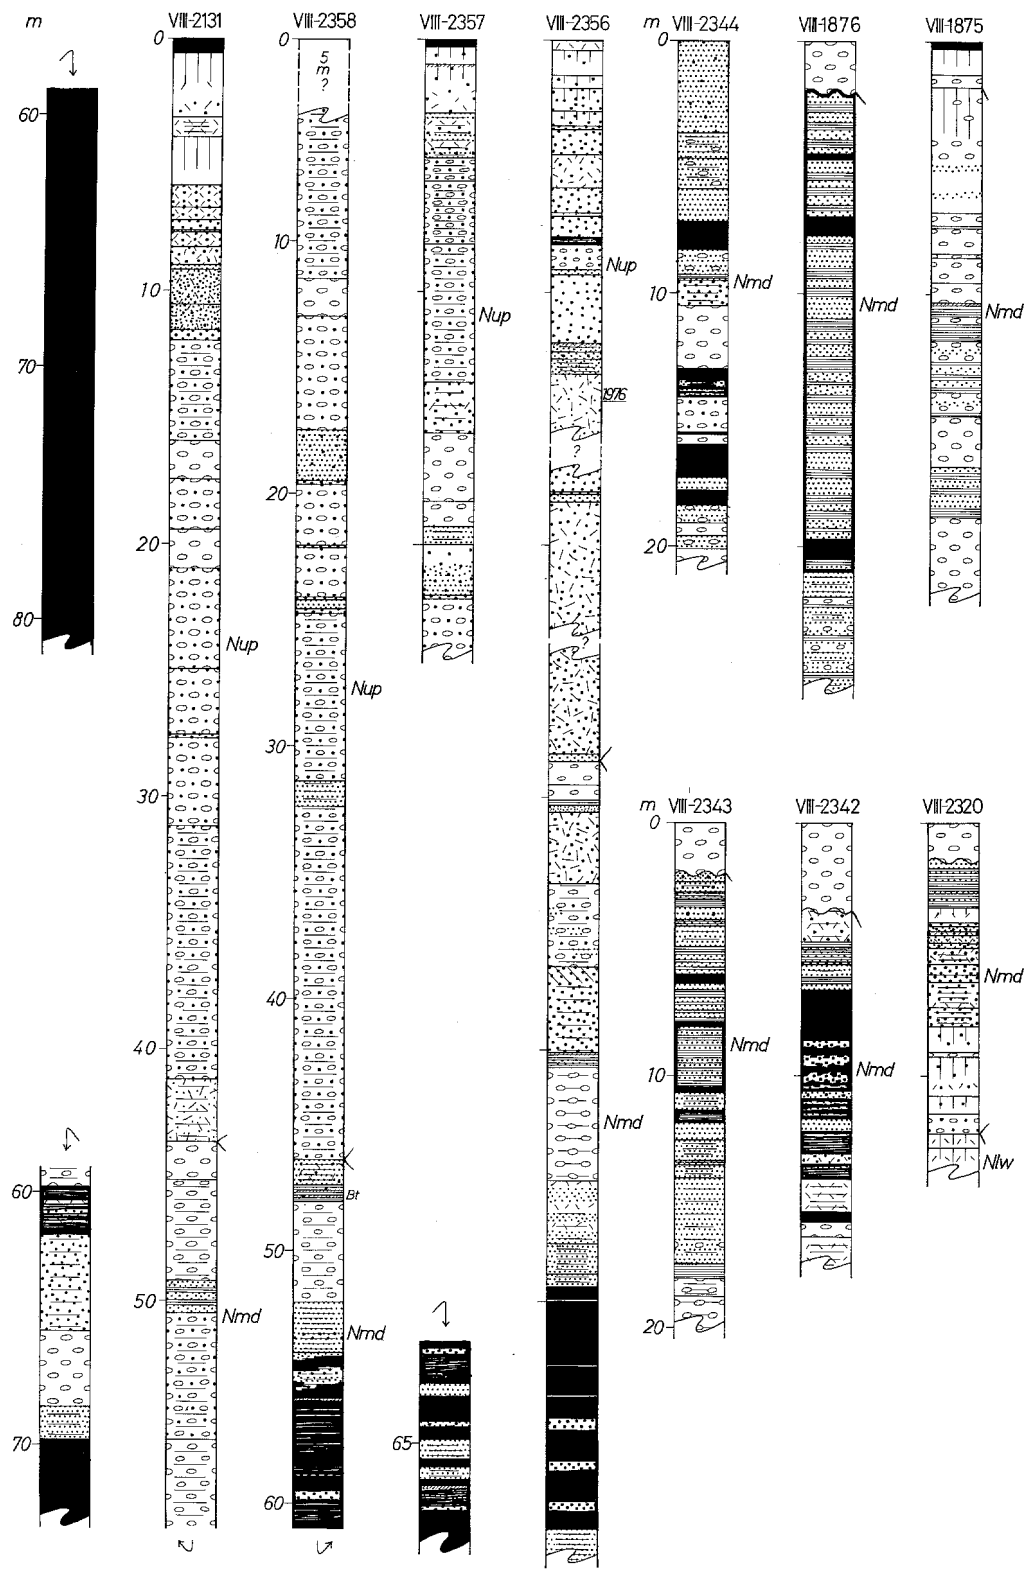 m VIII-2131 VIII-2358 VIII-2357 VIII-2356 m VIII-2344 VIII-1876 VIII-1875
0 0 0
5
m
?
60
10
Nup
Nmd
10
10
Nmd
Nmd
Nup
70
1976
?
20
20
20
80
?
Nup
Nup
30
30
m VIII-2343 VIII-2342 VIII-2320
0
Nmd
40
40
Nmd
10
Nmd
Nmd
Nlw
60
Bt
50
50
Nmd
Nmd
20
70
65
60